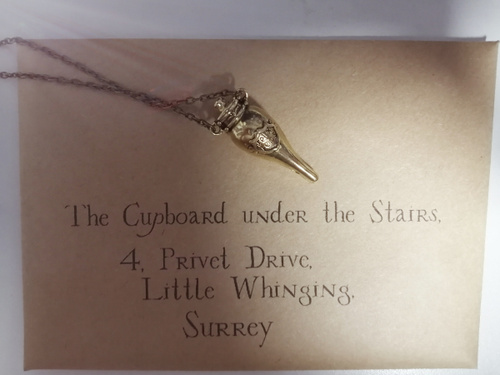 The Cupboard under the Stairs,
4, Privet Drive,
Little Whinging,
Surrey